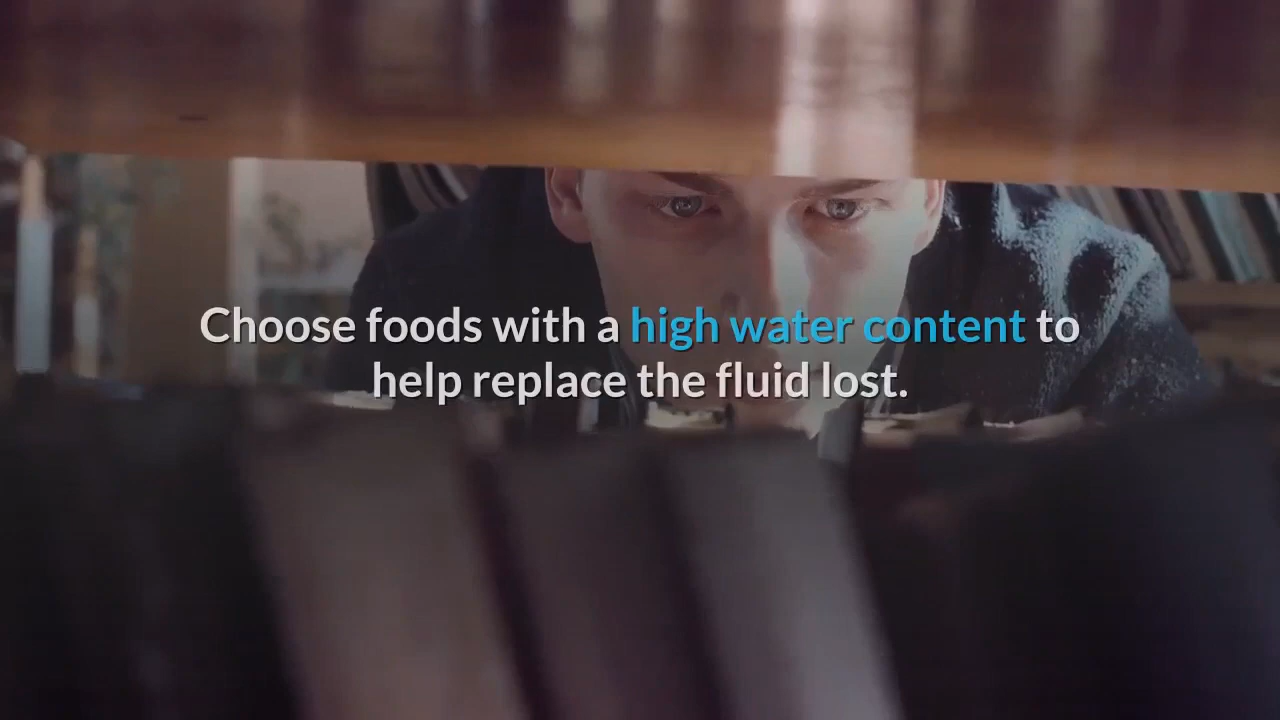 Choose foods with a high water content to
help replace the fluid lost.